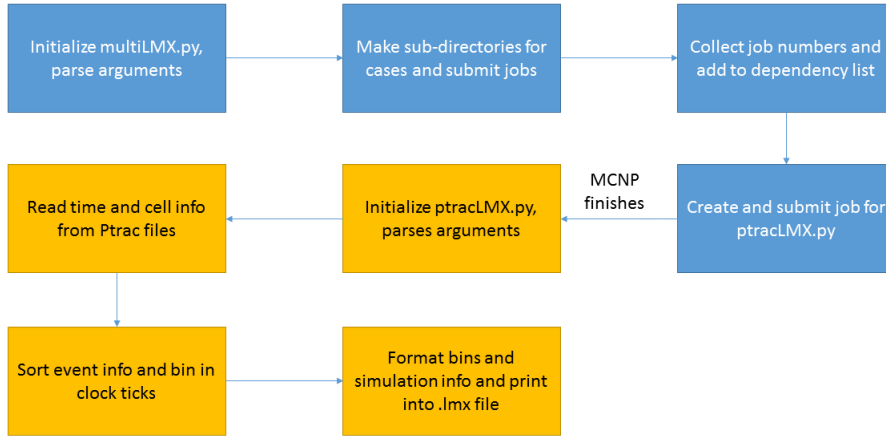 Initialize multiLMX.py,
parse arguments
Make sub-directories for
cases and submit jobs
Collect job numbers and
add to dependency list
Read time and cell info
from Ptrac files
Initialize ptracLMX.py,
parses arguments
MCNP
finishes
Create and submit job for
ptracLMX.py
Sort event info and bin in
clock ticks
Format bins and
simulation info and print
into .lmx file